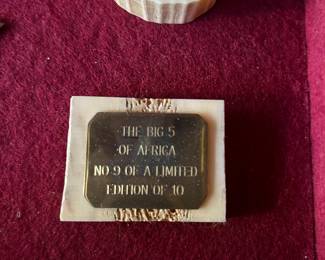 THE BIG 5
OF AFRICA
NO 9 OF A LIMITED
EDITION OF 10